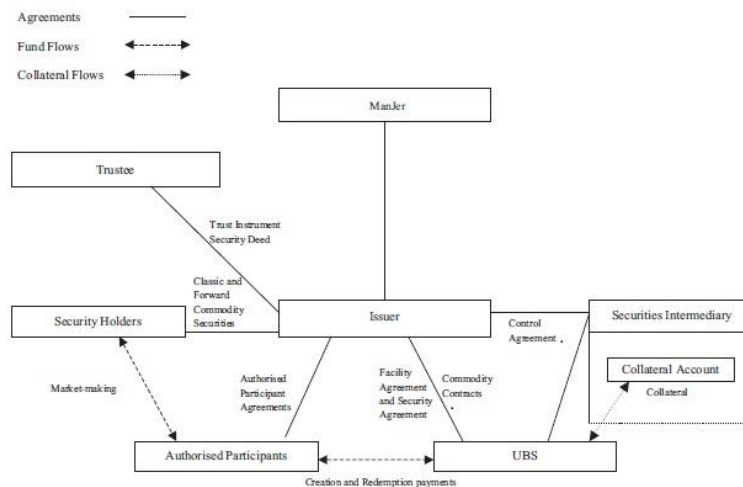 Agreements
Fund Flows
Collateral Flows
ManJer
Trustee
Trust Instrument
Security Deed
Classic and
Forward
Commodity
Securities
Security Holders
Issuer
Securities Intermediary
Control
Agreement
Collateral Account
Collateral
Market-making
Authorised
Participant
Agreements
Facility
Agreement
and Security
Agreement
Commodity
Contracts
Authorised Participants
UBS
Creation and Redemption payments